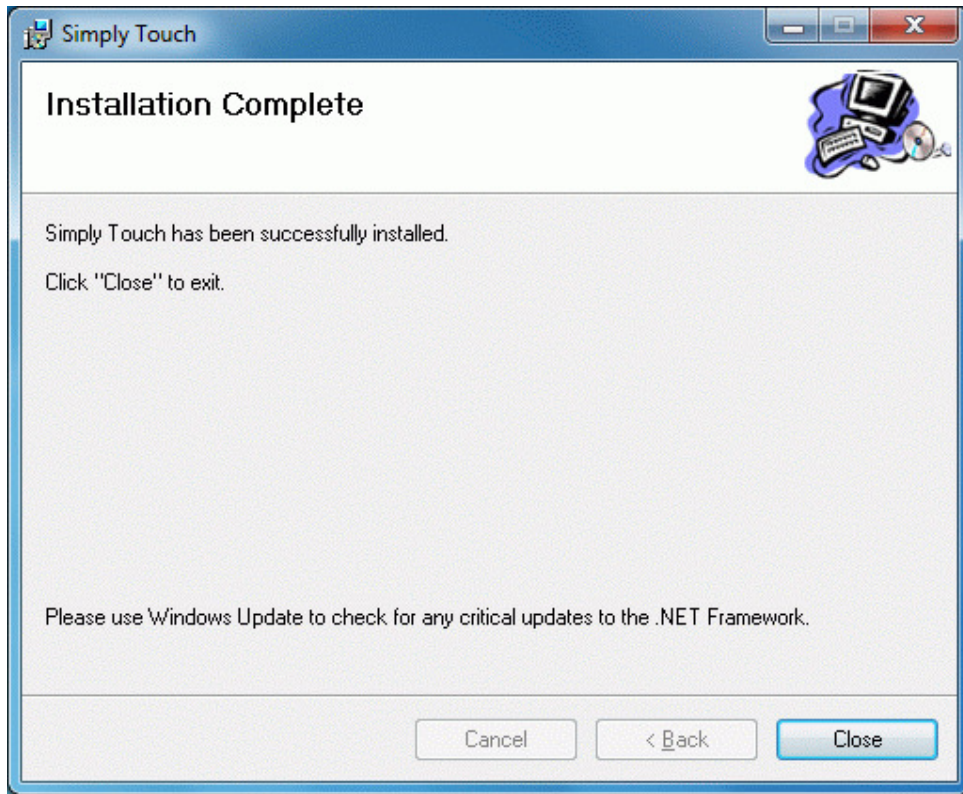 Simply Touch
Installation Complete
Simply Touch has been successfully installed.
Click "Close" to exit.
Please use Windows Update to check for any critical updates to the .NET Framework.
Cancel
< Back
Close